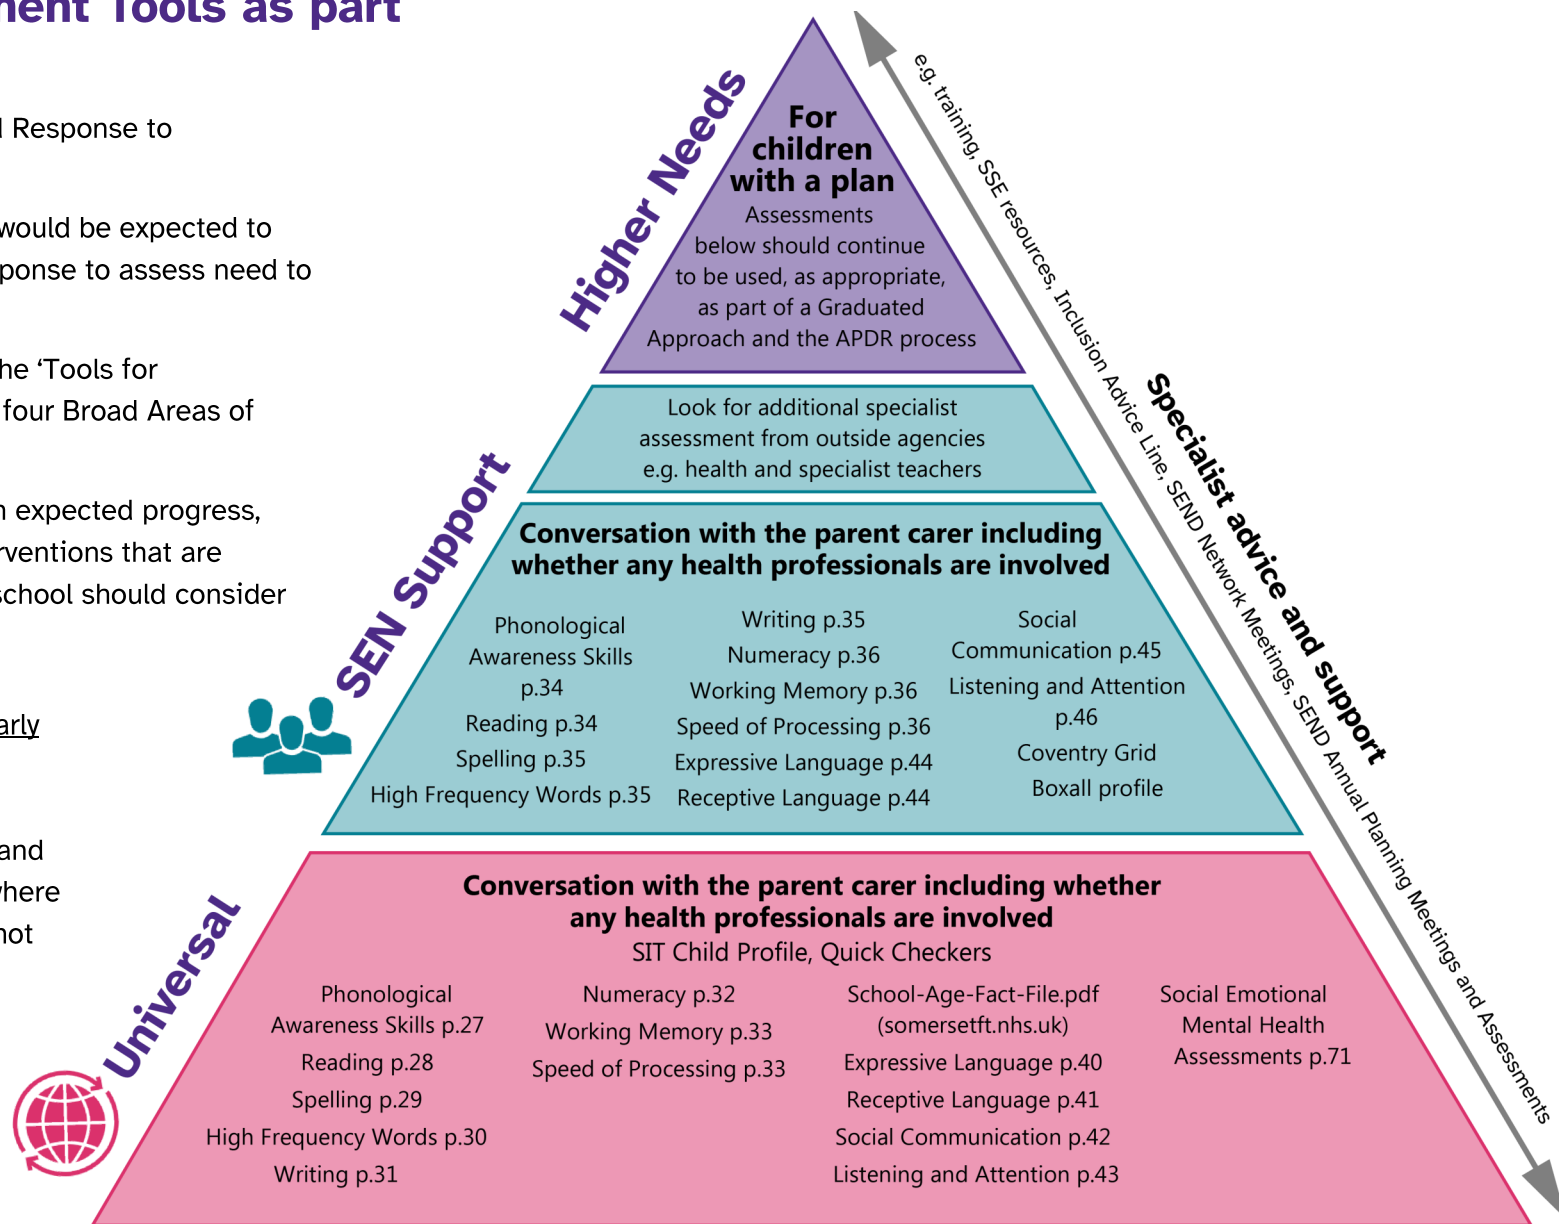 ment Tools as part
Response to
would be expected to
ponse to assess need to
he ‘Tools for
four Broad Areas of
expected progress,
rventions that are
school should consider
arly
and
where
not
Higher Needs
For
children
with a plan
Assessments
below should continue
to be used, as appropriate,
as part of a Graduated
Approach and the APDR process
SEN Support
Look for additional specialist
assessment from outside agencies
e.g. health and specialist teachers
Conversation with the parent carer including
whether any health professionals are involved
Phonological
Awareness Skills
p.34
Reading p.34
Spelling p.35
High Frequency Words p.35
Writing p.35
Numeracy p.36
Working Memory p.36
Speed of Processing p.36
Expressive Language p.44
Receptive Language p.44
Social
Communication p.45
Listening and Attention
p.46
Coventry Grid
Boxall profile
Universal
Conversation with the parent carer including whether
any health professionals are involved
SIT Child Profile, Quick Checkers
Phonological
Awareness Skills p.27
Reading p.28
Spelling p.29
High Frequency Words p.30
Writing p.31
Numeracy p.32
Working Memory p.33
Speed of Processing p.33
School-Age-Fact-File.pdf
(somersetft.nhs.uk)
Expressive Language p.40
Receptive Language p.41
Social Communication p.42
Listening and Attention p.43
Social Emotional
Mental Health
Assessments p.71
Specialist advice and support
e.g. training, SSE resources, Inclusion Advice Line, SEND Network Meetings, SEND Annual Planning Meetings and Assessments